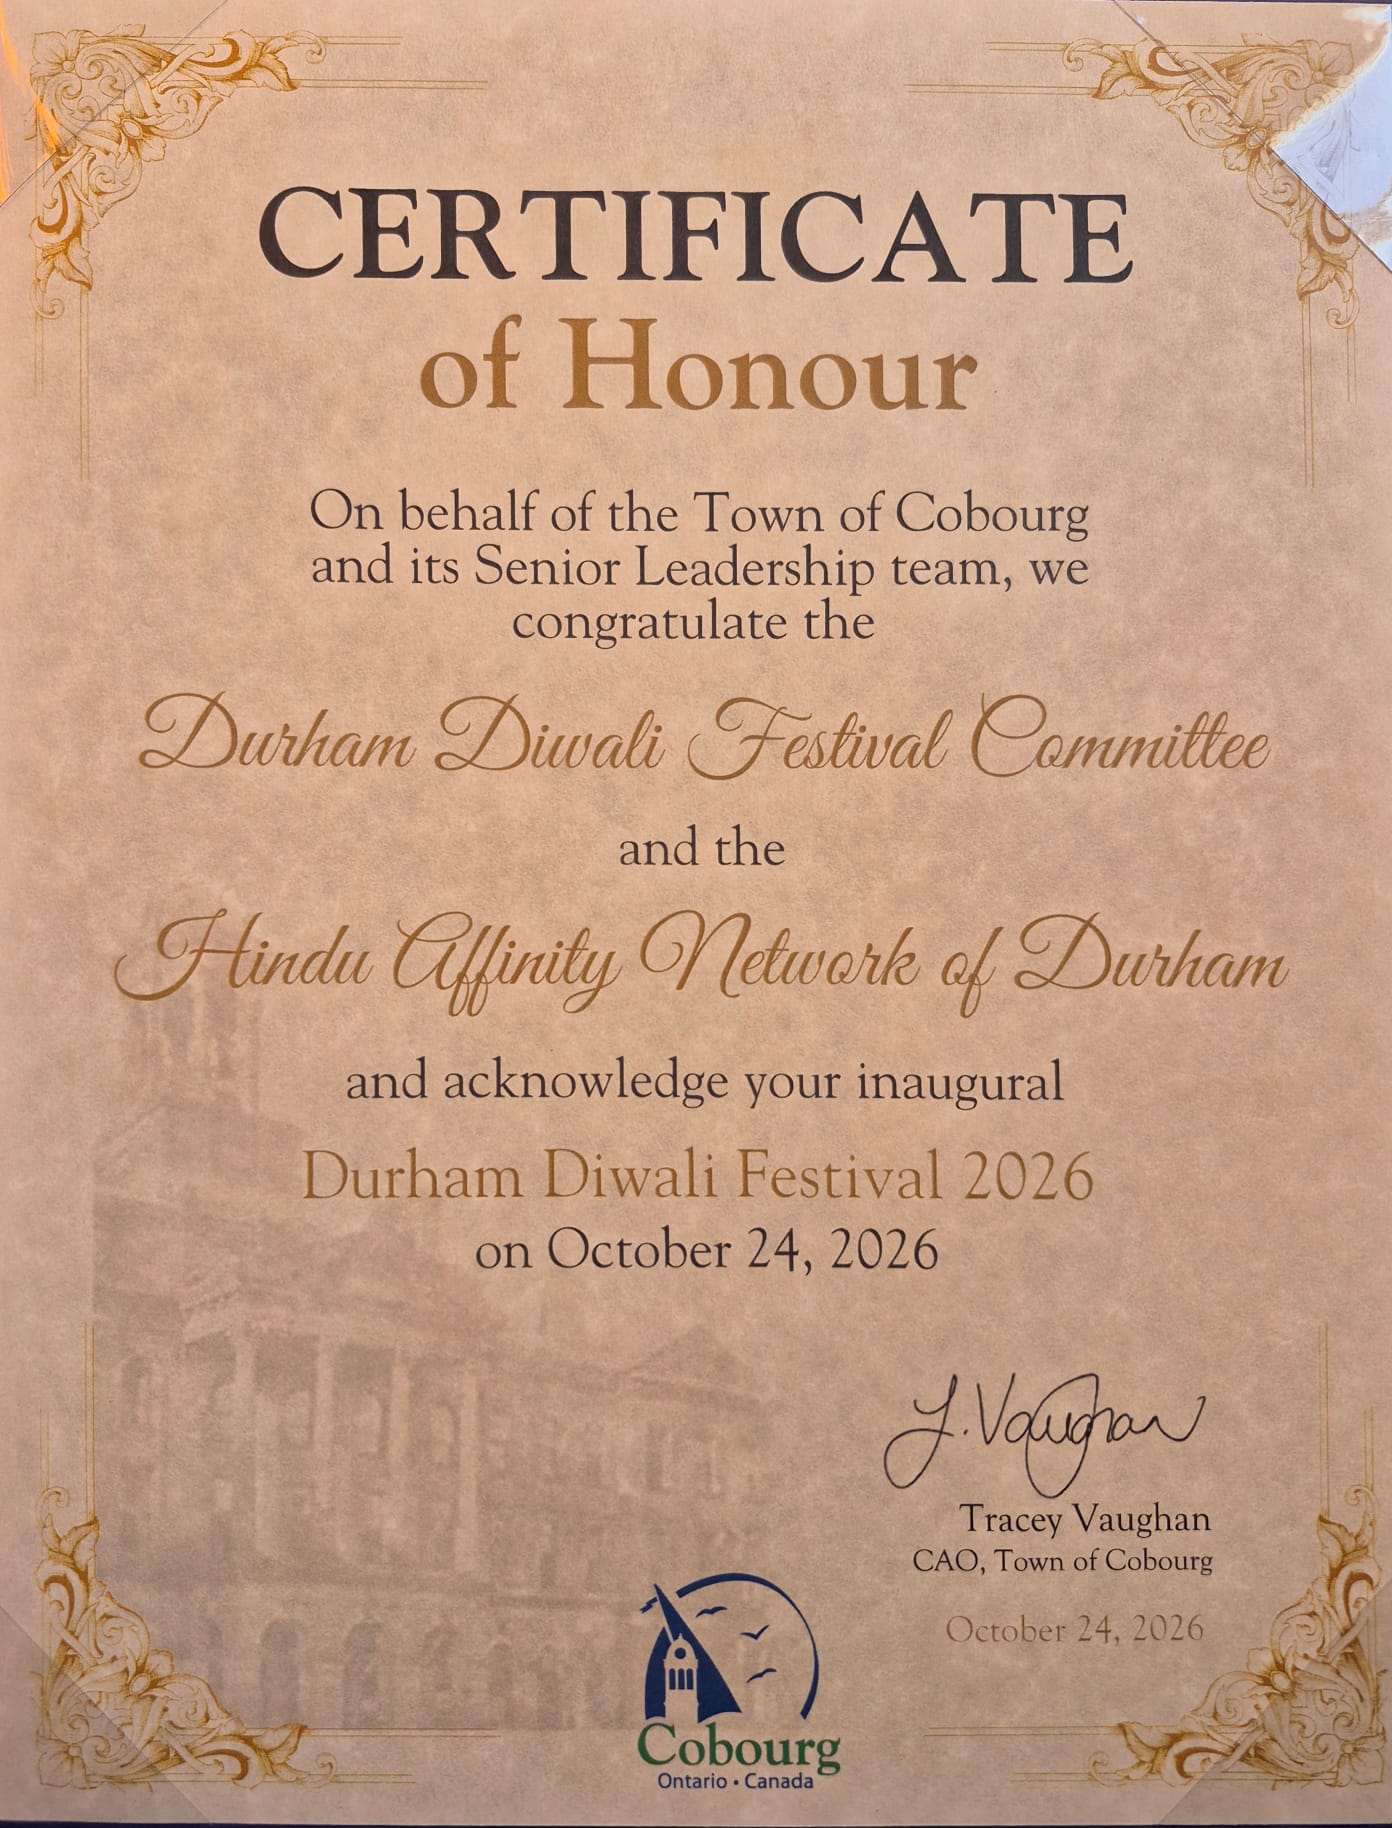 CERTIFICATE
of Honour
On behalf of the Town of Cobourg
and its Senior Leadership team, we
congratulate the
Durham Diwali Festival Committee
and the
Hindu Affinity Network of Durham
and acknowledge your inaugural
Durham Diwali Festival 2026
on October 24, 2026
T. Vaughan
Tracey Vaughan
CAO, Town of Cobourg
October 24, 2026
Cobourg
Ontario • Canada